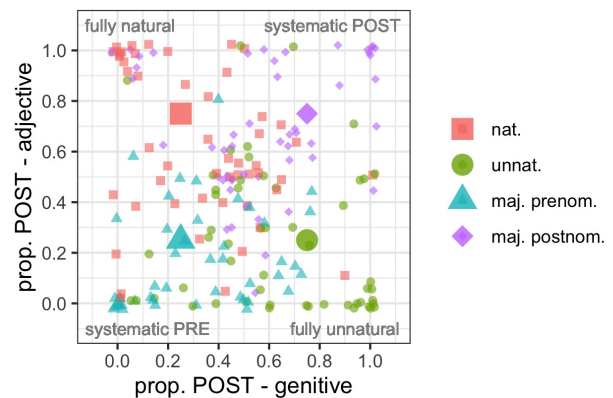 fully natural systematic POST
1.0
0.8
0.6
0.4
0.2
0.0
prop. POST - adjective
systematic PRE fully unnatural
0.0 0.2 0.4 0.6 0.8 1.0
prop. POST - genitive
nat.
unnat.
maj. prenom.
maj. postnom.